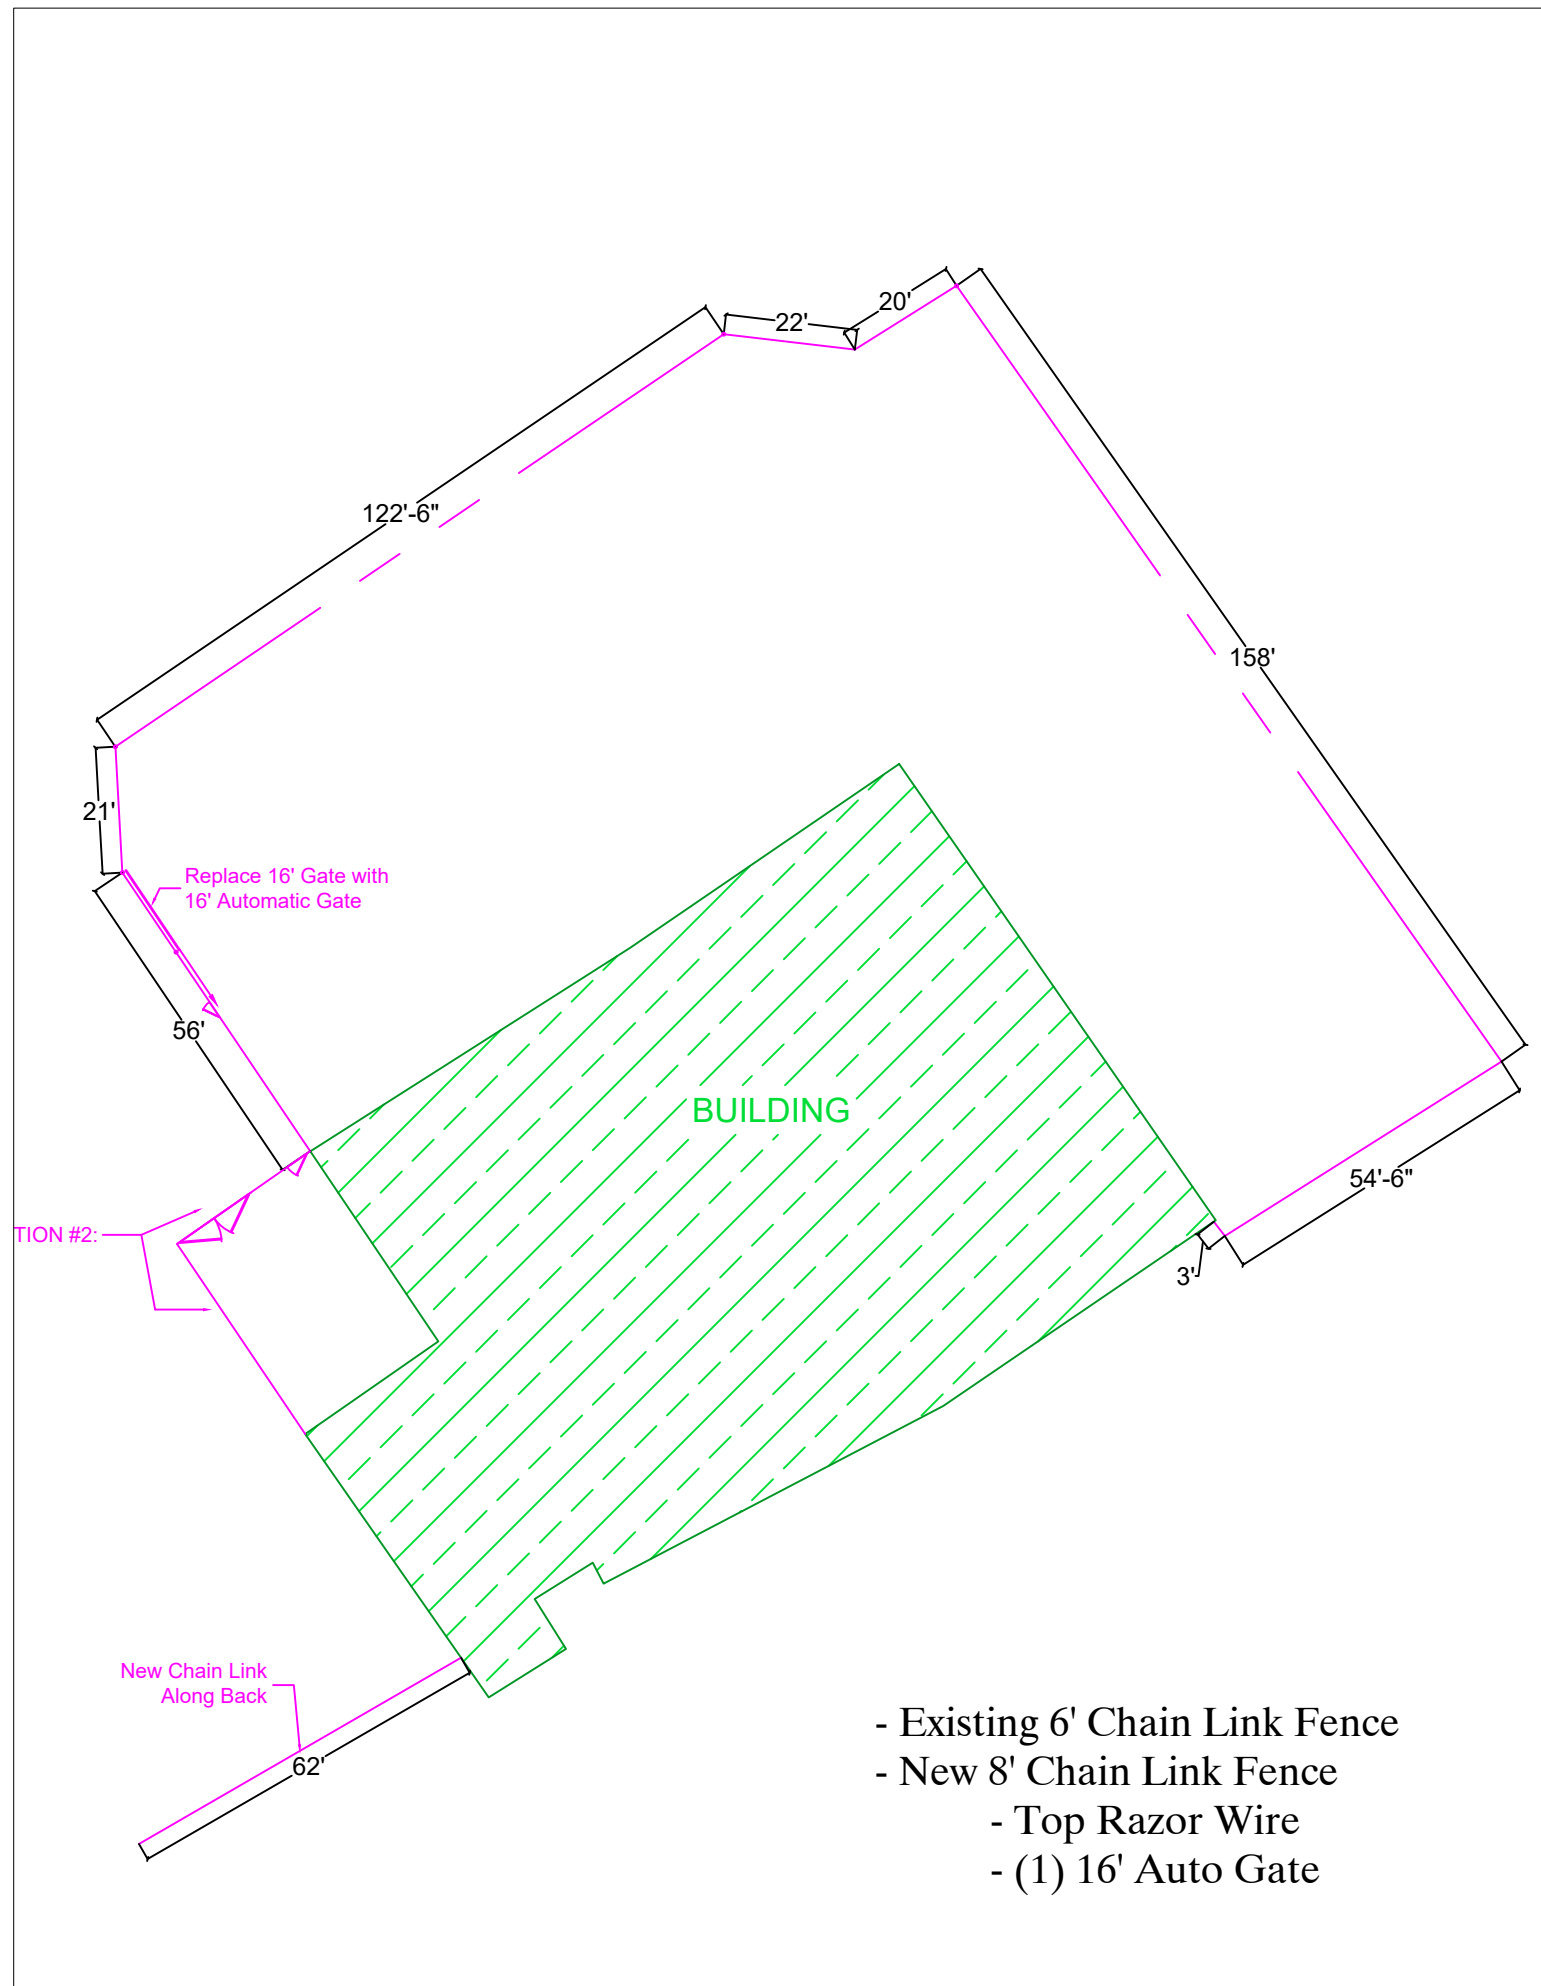 20'
22'
122'-6"
158'
21'
Replace 16' Gate with
16' Automatic Gate
56'
BUILDING
54'-6"
TION #2:
3'
New Chain Link
Along Back
62'
- Existing 6' Chain Link Fence
- New 8' Chain Link Fence
- Top Razor Wire
- (1) 16' Auto Gate